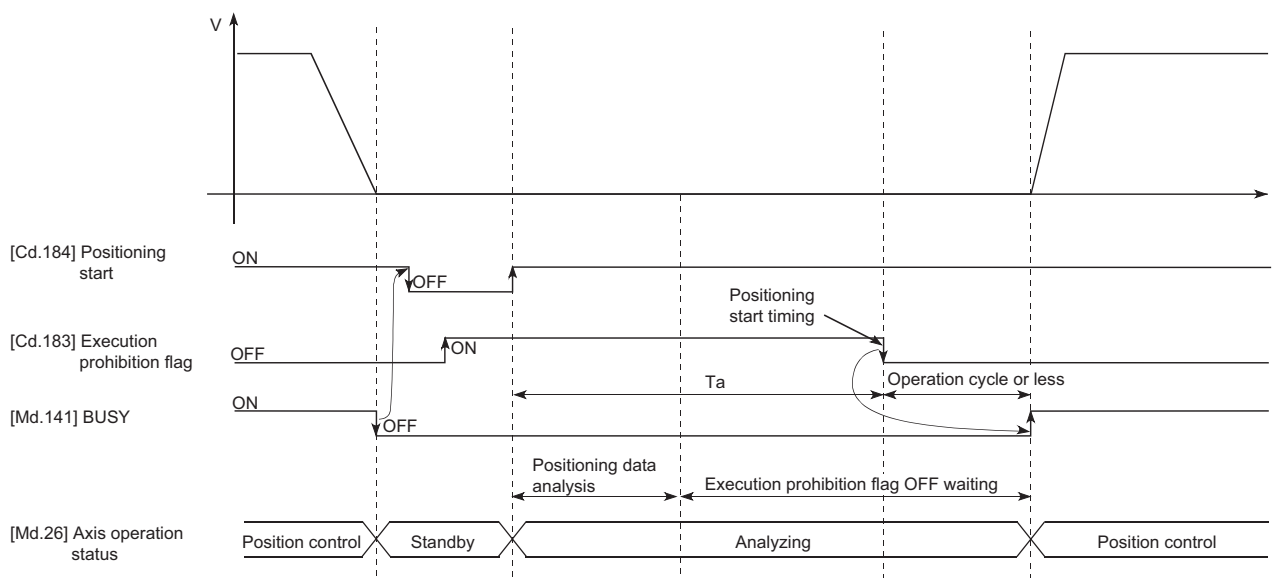 V
[Cd.184] Positioning
start
ON
OFF
Positioning
start timing
[Cd.183] Execution
prohibition flag
OFF
ON
Ta
Operation cycle or less
[Md.141] BUSY
ON
OFF
Positioning data
analysis
Execution prohibition flag OFF waiting
[Md.26] Axis operation
status
Position control
Standby
Analyzing
Position control